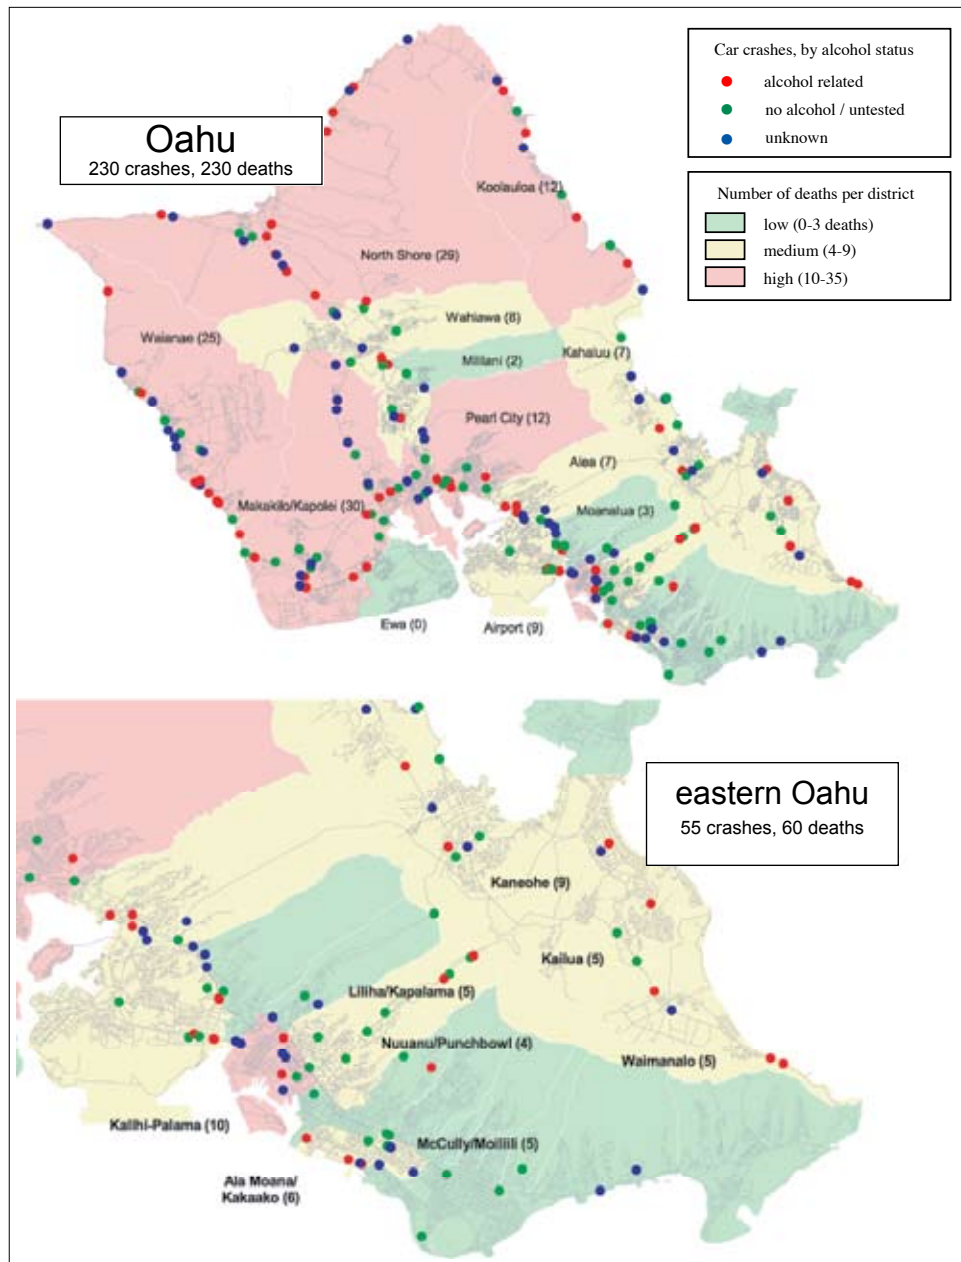 Oahu
230 crashes, 230 deaths
Car crashes, by alcohol status
alcohol related
no alcohol / untested
unknown
Number of deaths per district
low (0-3 deaths)
medium (4-9)
high (10-35)
Koolauloa (12)
North Shore (29)
Wahiawa (8)
Waianae (25)
Mililani (2)
Kahaluu (7)
Pearl City (12)
Aiea (7)
Makakilo/Kapolei (30)
Moanalua (3)
Ewa (0)
Airport (9)
eastern Oahu
55 crashes, 60 deaths
Kaneohe (9)
Kailua (5)
Liliha/Kapalama (5)
Nuuanu/Punchbowl (4)
Waimanalo (5)
Kalihi-Palama (10)
McCully/Moiliili (5)
Ala Moana/
Kakaako (6)